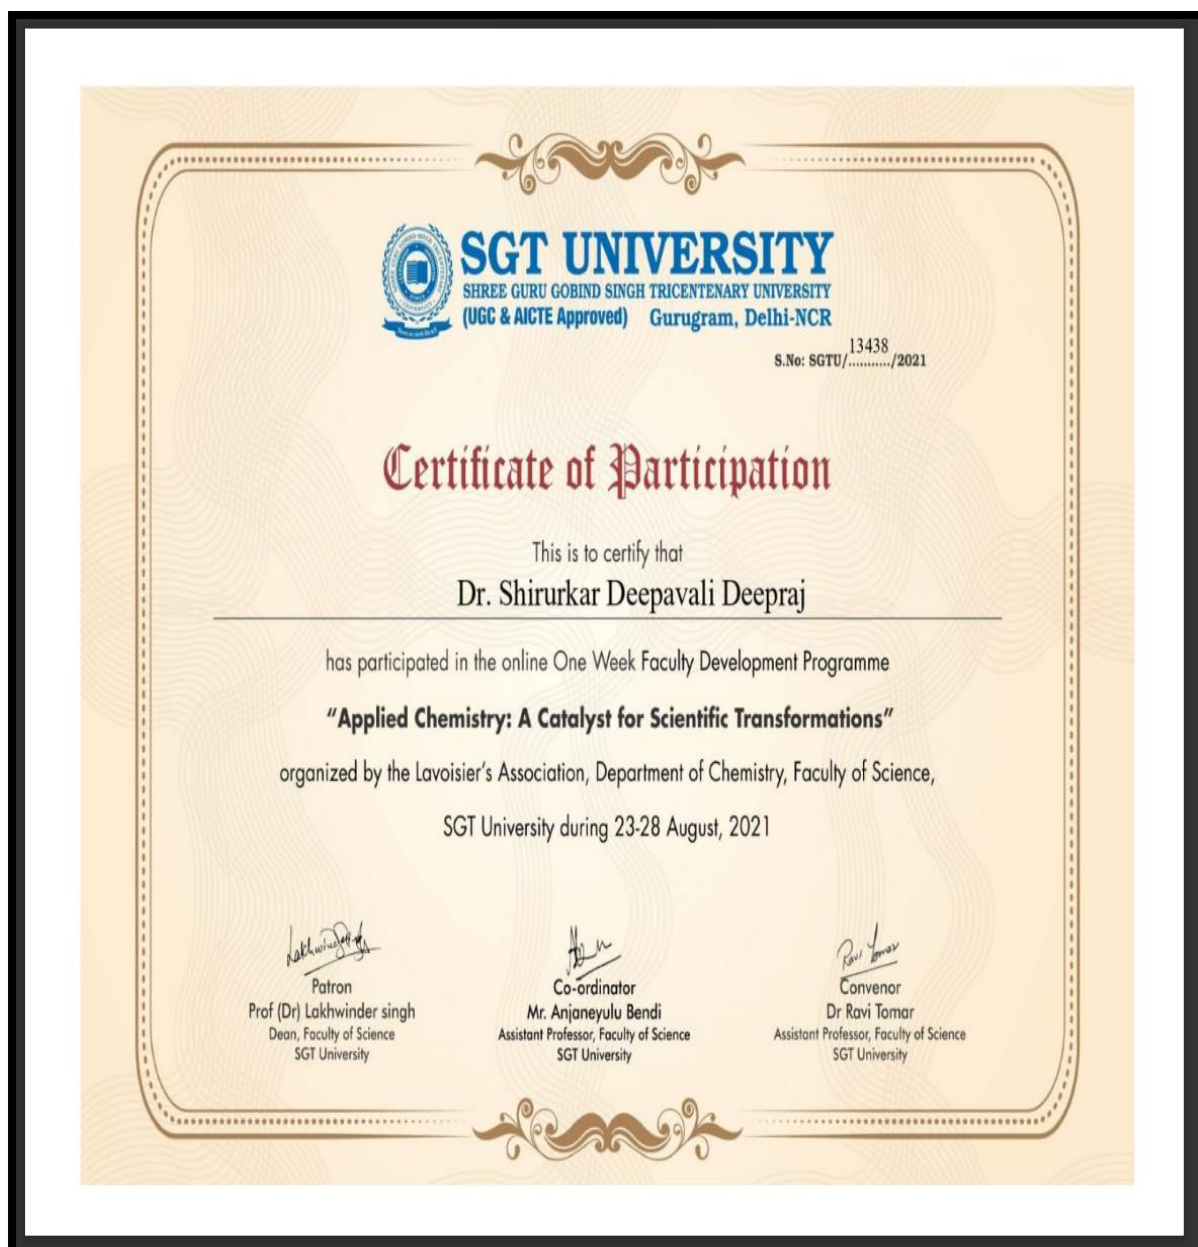 SGT UNIVERSITY
SHREE GURU GOBIND SINGH TRICENTENARY UNIVERSITY
(UGC & AICTE Approved) Gurugram, Delhi-NCR
S.No: SGTU/13438/2021
Certificate of Participation
This is to certify that
Dr. Shirurkar Deepavali Deepraj
has participated in the online One Week Faculty Development Programme
"Applied Chemistry: A Catalyst for Scientific Transformations"
organized by the Lavoisier's Association, Department of Chemistry, Faculty of Science,
SGT University during 23-28 August, 2021
Patron
Prof (Dr) Lakhwinder singh
Dean, Faculty of Science
SGT University
Co-ordinator
Mr. Anjaneyulu Bendi
Assistant Professor, Faculty of Science
SGT University
Ravi Tomar
Convenor
Dr Ravi Tomar
Assistant Professor, Faculty of Science
SGT University